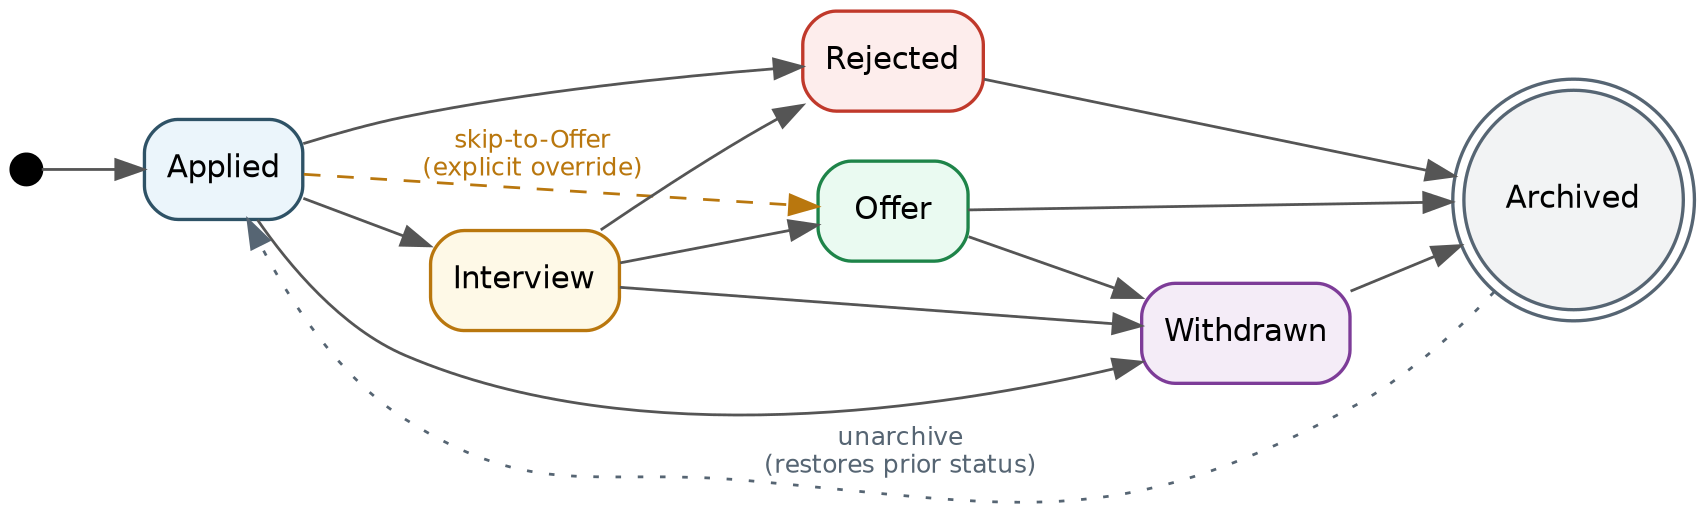 Rejected
skip-to-Offer
(explicit override)
Applied
Offer
Archived
Interview
Withdrawn
unarchive
(restores prior status)